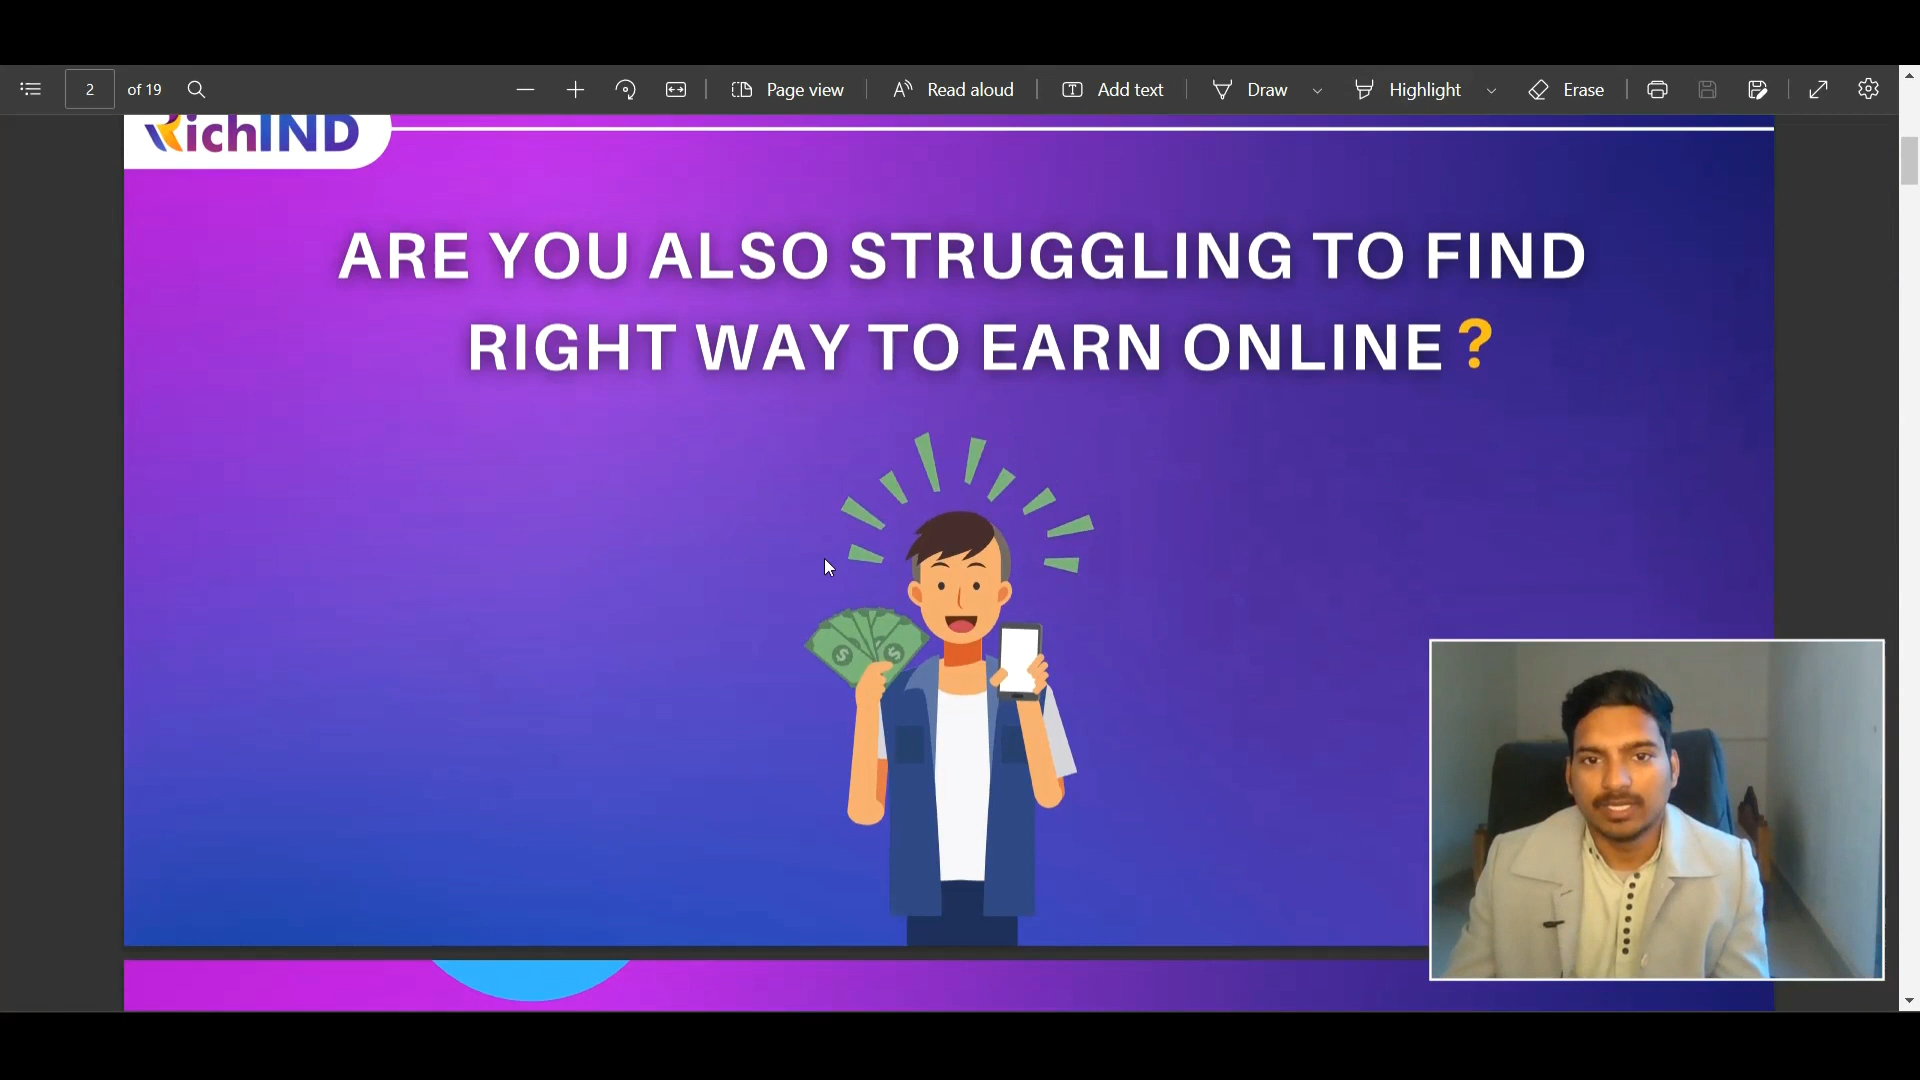 2 of 19 Page view Read aloud Add text Draw Highlight Erase
RichIND
ARE YOU ALSO STRUGGLING TO FIND
RIGHT WAY TO EARN ONLINE?
$ $